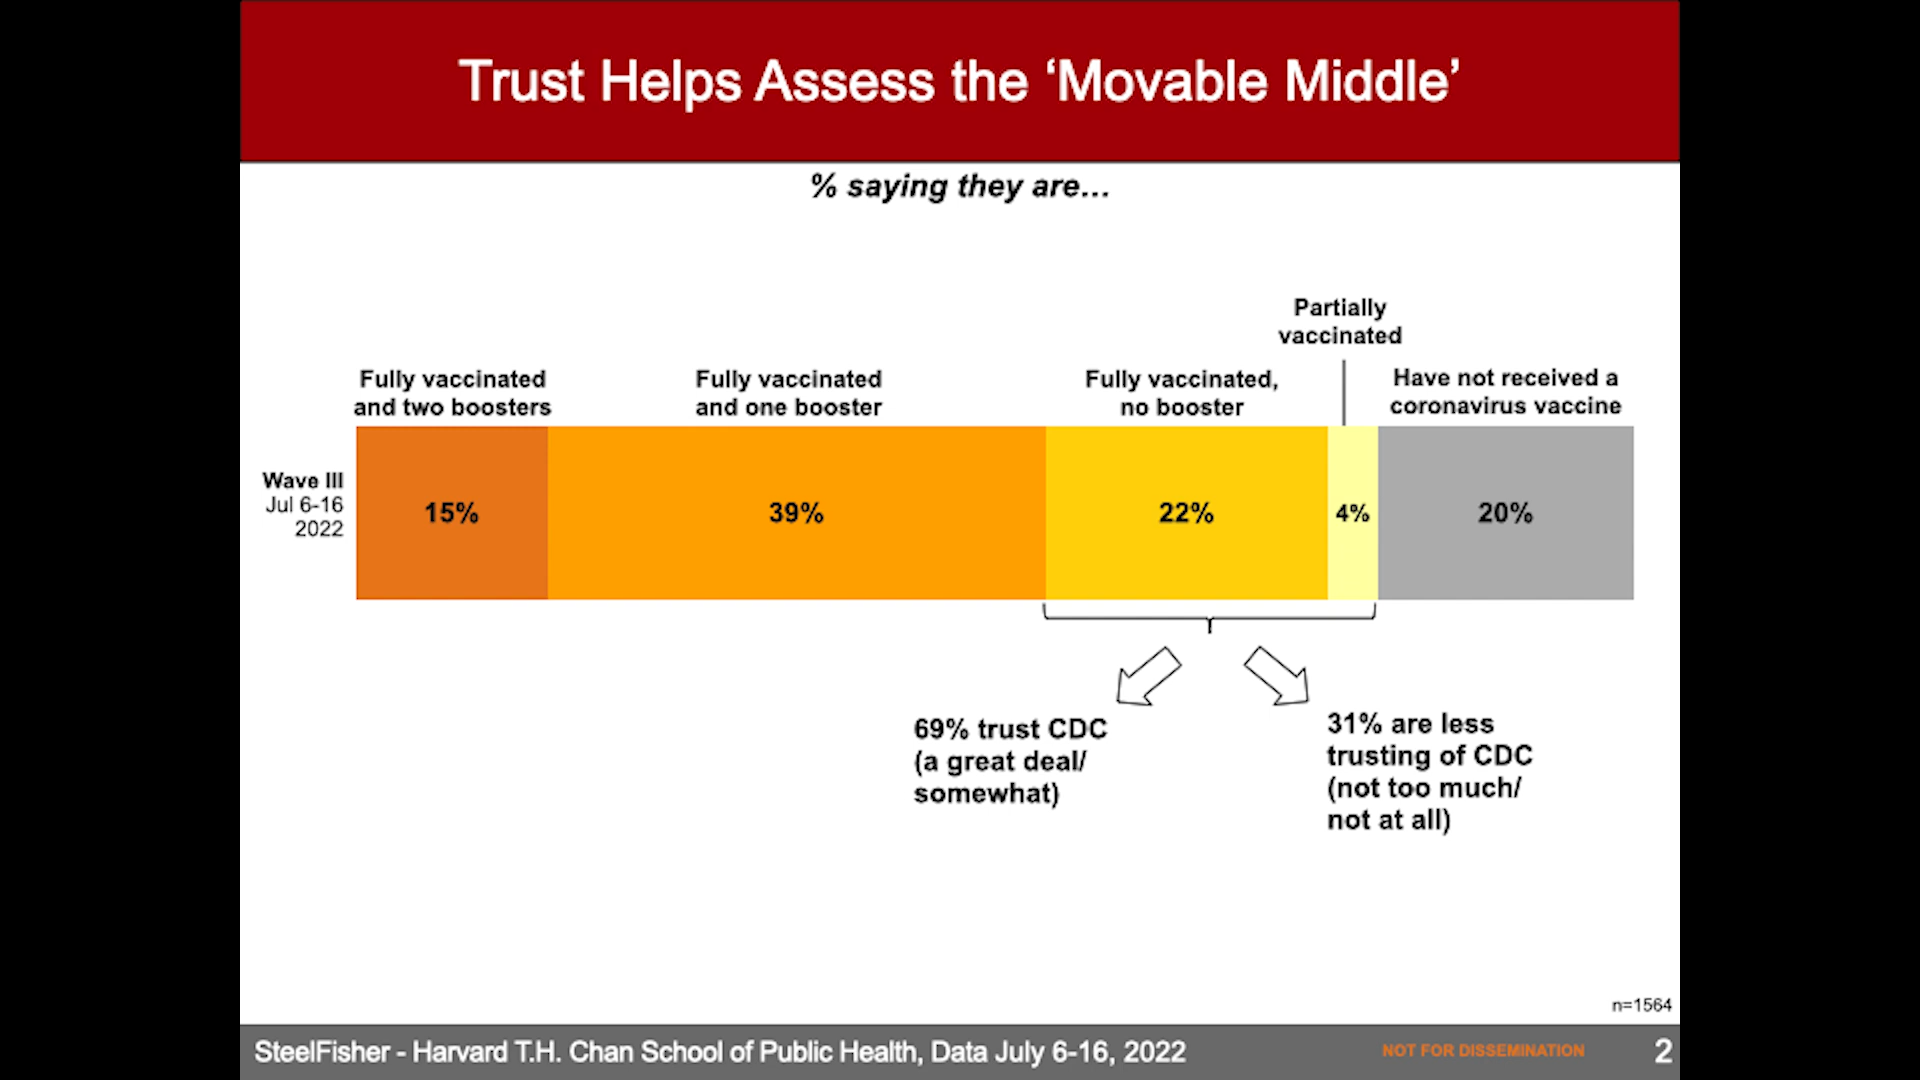 Trust Helps Assess the ‘Movable Middle’
% saying they are…
Partially
vaccinated
Fully vaccinated
and two boosters
Fully vaccinated
and one booster
Fully vaccinated,
no booster
Have not received a
coronavirus vaccine
Wave III
Jul 6-16
2022
15%
39%
22%
4%
20%
69% trust CDC
(a great deal/
somewhat)
31% are less
trusting of CDC
(not too much/
not at all)
n=1564
SteelFisher - Harvard T.H. Chan School of Public Health, Data July 6-16, 2022
NOT FOR DISSEMINATION
2